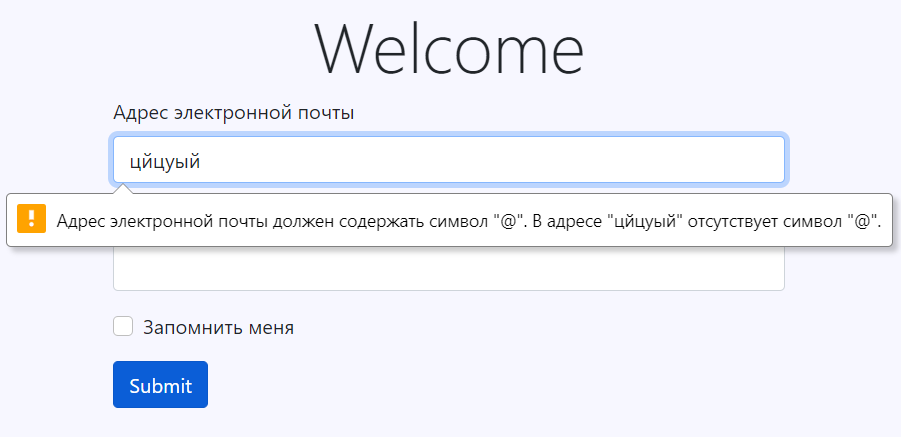 Welcome
Адрес электронной почты
цйцуый
Адрес электронной почты должен содержать символ "@". В адресе "цйцуый" отсутствует символ "@".
Запомнить меня
Submit